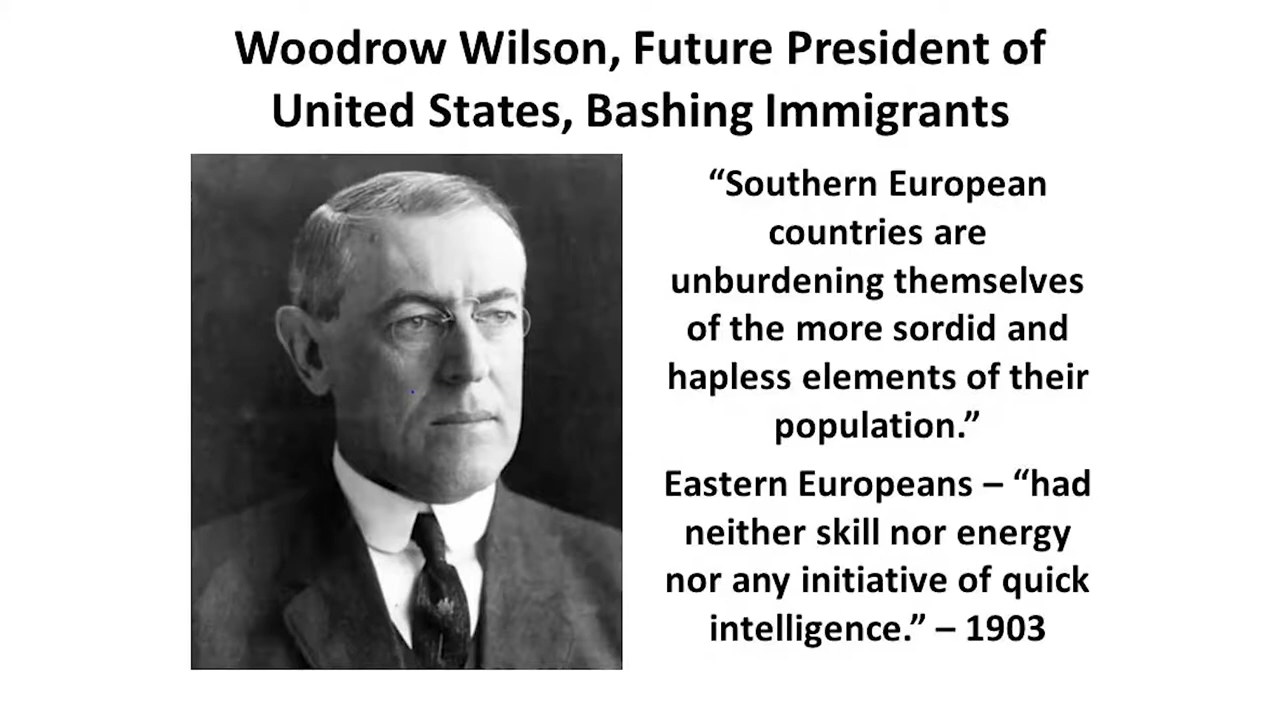 Woodrow Wilson, Future President of
United States, Bashing Immigrants
“Southern European
countries are
unburdening themselves
of the more sordid and
hapless elements of their
population.”
Eastern Europeans – “had
neither skill nor energy
nor any initiative of quick
intelligence.” – 1903